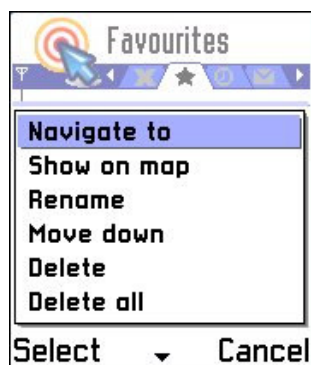 Favourites
Navigate to
Show on map
Rename
Move down
Delete
Delete all
Select Cancel